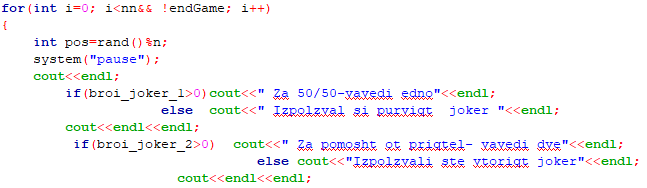 for(int i=0; i<nn&& !endGame; i++)
{
int pos=rand()%n;
system("pause");
cout<<endl;
if(broi_joker_1>0)cout<<" Za 50/50-vavedi edno"<<endl;
else cout<<" Izpolzval si purviqt joker "<<endl;
cout<<endl<<endl;
if(broi_joker_2>0) cout<<" Za pomosht ot priqtel- vavedi dve"<<endl;
else cout<<"Izpolzvali ste vtoriqt joker"<<endl;
cout<<endl<<endl;